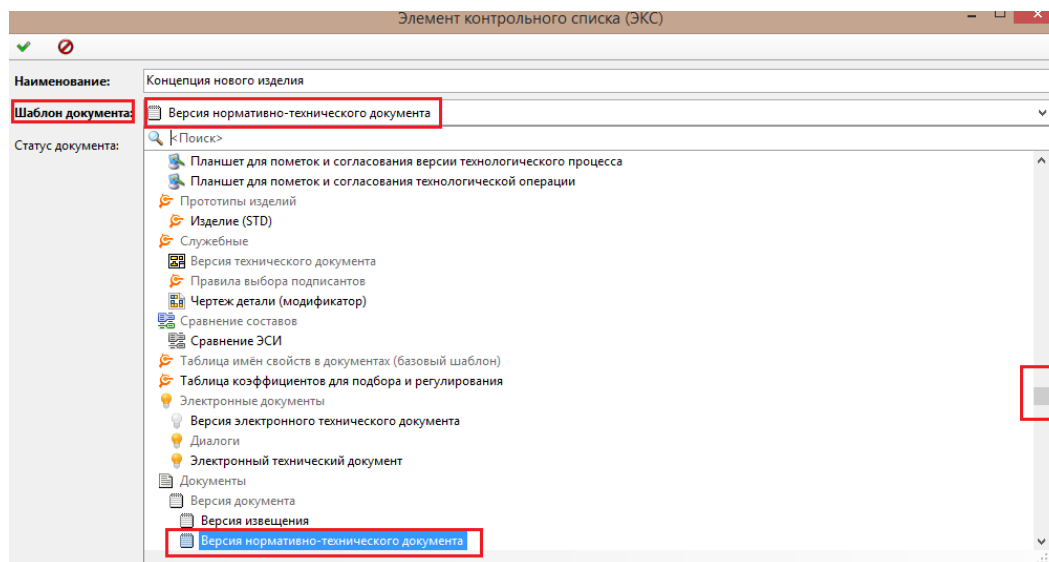 Элемент контрольного списка (ЭКС)
Наименование: Концепция нового изделия
Шаблон документа: Версия нормативно-технического документа
Статус документа: <Поиск>
Планшет для пометок и согласования версии технологического процесса
Планшет для пометок и согласования технологической операции
Прототипы изделий
Изделие (STD)
Служебные
Версия технического документа
Правила выбора подписантов
Чертеж детали (модификатор)
Сравнение составов
Сравнение ЭСИ
Таблица имён свойств в документах (базовый шаблон)
Таблица коэффициентов для подбора и регулирования
Электронные документы
Версия электронного технического документа
Диалоги
Электронный технический документ
Документы
Версия документа
Версия извещения
Версия нормативно-технического документа